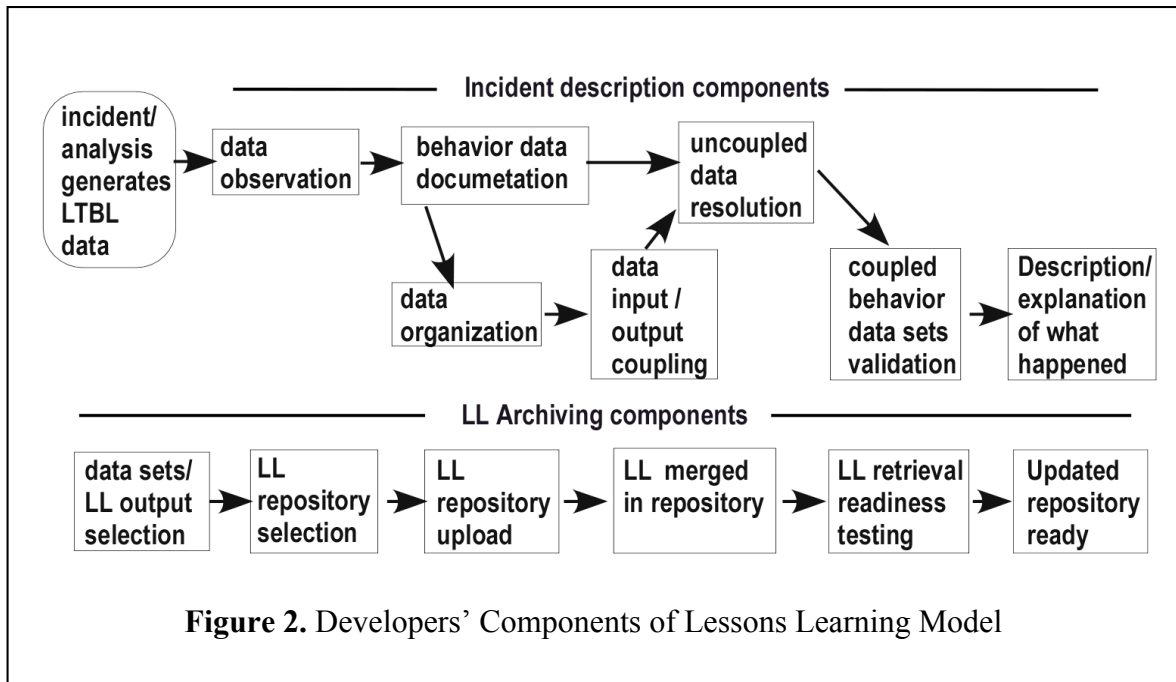 Incident description components
incident/
analysis
generates
LTBL
data
data
observation
behavior data
documetation
uncoupled
data
resolution
data
organization
data
input /
output
coupling
coupled
behavior
data sets
validation
Description/
explanation
of what
happened
LL Archiving components
data sets/
LL output
selection
LL
repository
selection
LL
repository
upload
LL merged
in repository
LL retrieval
readiness
testing
Updated
repository
ready
Figure 2. Developers’ Components of Lessons Learning Model